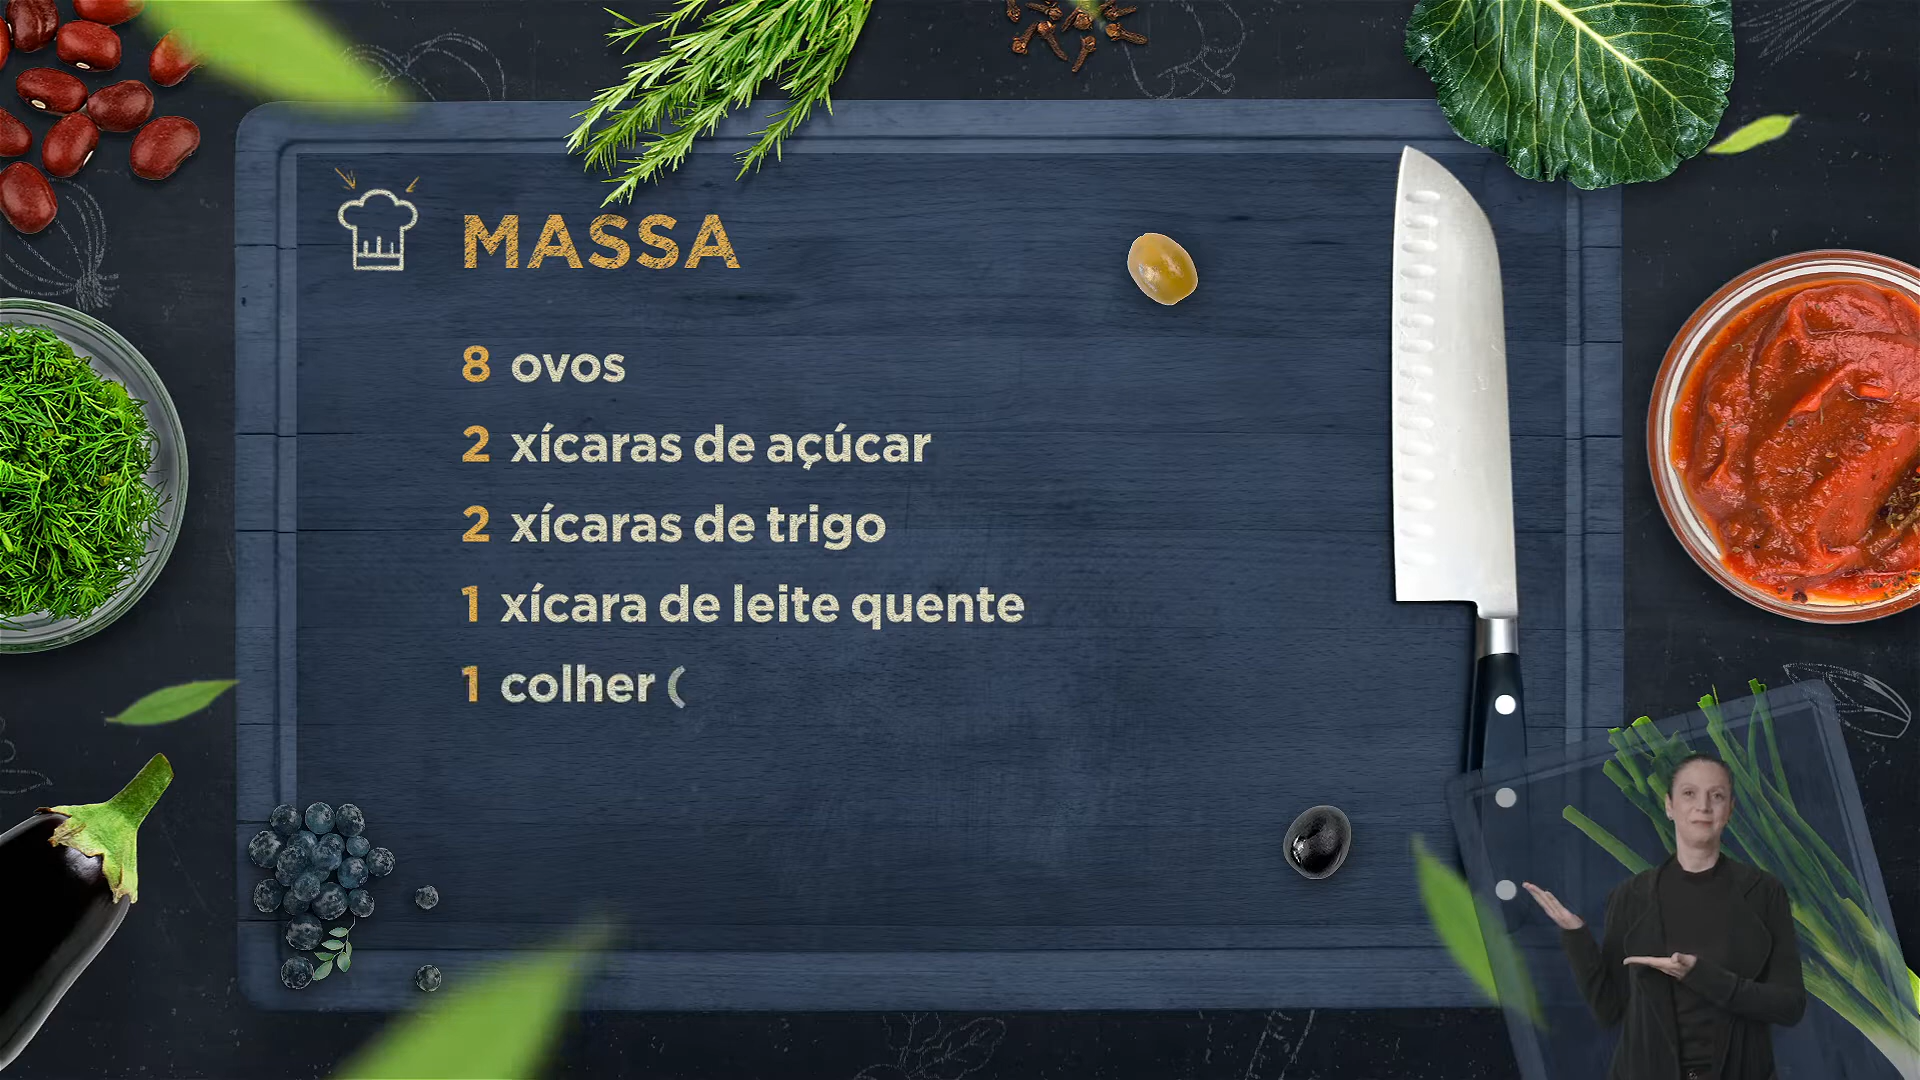 MASSA
8 ovos
2 xícaras de açúcar
2 xícaras de trigo
1 xícara de leite quente
1 colher (